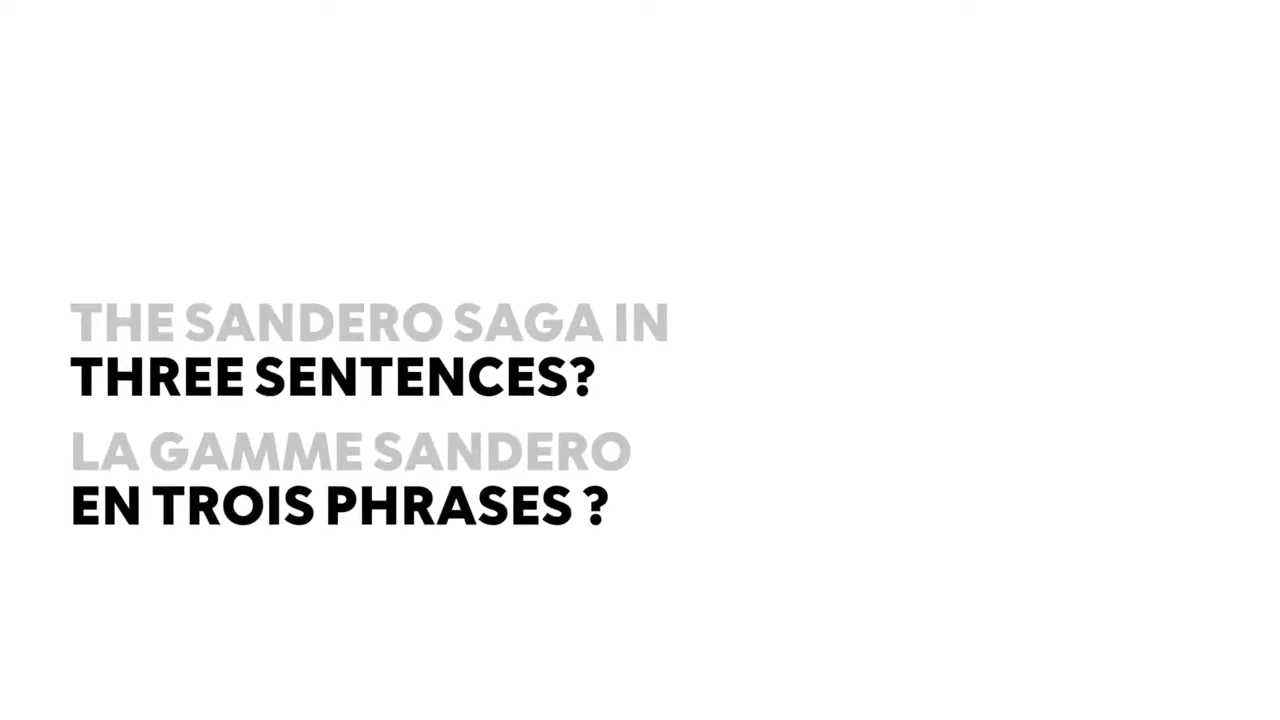 THE SANDERO SAGA IN
THREE SENTENCES?
LA GAMME SANDERO
EN TROIS PHRASES ?